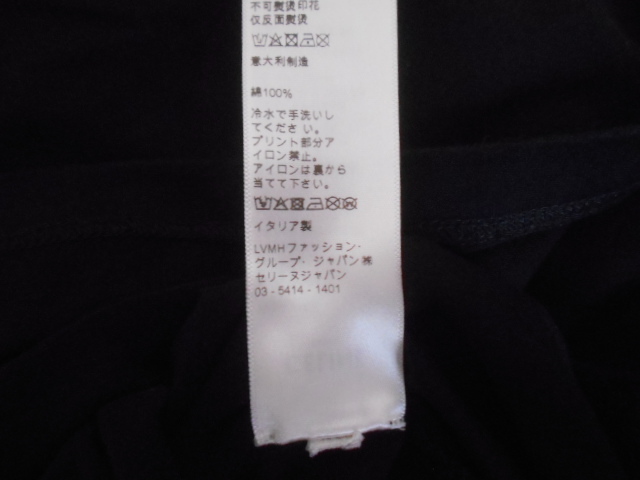 不可熨烫印花
仅反面熨烫
意大利制造
綿100%
冷水で手洗いし
てください。
プリント部分ア
イロン禁止。
アイロンは裏から
当てて下さい。
イタリア製
LVMHファッション・
グループ・ジャパン㈱
セリーヌジャパン
03-5414-1401